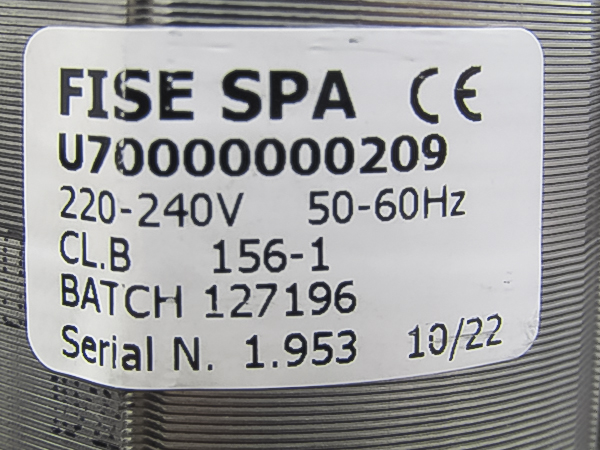 FISE SPA CE
U70000000209
220-240V 50-60Hz
CL.B 156-1
BATCH 127196
Serial N. 1.953 10/22